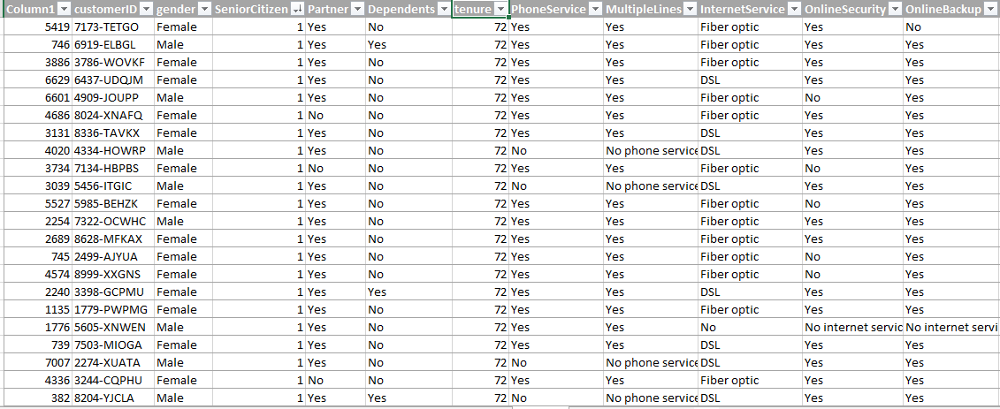 Column1 customerID gender SeniorCitizen Partner Dependents tenure PhoneService MultipleLines InternetService OnlineSecurity OnlineBackup
5419 7173-TETGO Female 1 Yes No 72 Yes Yes Fiber optic Yes No
746 6919-ELBGL Male 1 Yes Yes 72 Yes Yes Fiber optic Yes Yes
3886 3786-WOVKF Female 1 Yes No 72 Yes Yes Fiber optic Yes Yes
6629 6437-UDQJM Female 1 Yes No 72 Yes Yes DSL Yes Yes
6601 4909-JOUPP Male 1 Yes No 72 Yes Yes Fiber optic No Yes
4686 8024-XNAFQ Female 1 No No 72 Yes Yes Fiber optic Yes Yes
3131 8336-TAVKX Female 1 Yes No 72 Yes Yes DSL Yes Yes
4020 4334-HOWRP Male 1 Yes No 72 No No phone service DSL Yes Yes
3734 7134-HBPBS Female 1 No No 72 Yes Yes Fiber optic No Yes
3039 5456-ITGIC Male 1 Yes No 72 No No phone service DSL Yes Yes
5527 5985-BEHZK Female 1 Yes No 72 Yes Yes Fiber optic No Yes
2254 7322-OCWHC Male 1 Yes No 72 Yes Yes Fiber optic Yes Yes
2689 8628-MFKAX Female 1 Yes No 72 Yes Yes Fiber optic Yes Yes
745 2499-AJYUA Female 1 Yes No 72 Yes Yes Fiber optic No Yes
4574 8999-XXGNS Female 1 Yes No 72 Yes Yes Fiber optic No Yes
2240 3398-GCPMU Female 1 Yes Yes 72 Yes Yes DSL Yes Yes
1135 1779-PWPMG Female 1 Yes No 72 Yes Yes Fiber optic Yes Yes
1776 5605-XNWEN Male 1 Yes No 72 Yes Yes No No internet servic No internet servi
739 7503-MIOGA Female 1 Yes No 72 Yes Yes DSL Yes Yes
7007 2274-XUATA Male 1 Yes No 72 No No phone service DSL Yes Yes
4336 3244-CQPHU Female 1 No No 72 Yes Yes Fiber optic Yes Yes
382 8204-YJCLA Male 1 Yes Yes 72 No No phone service DSL Yes Yes